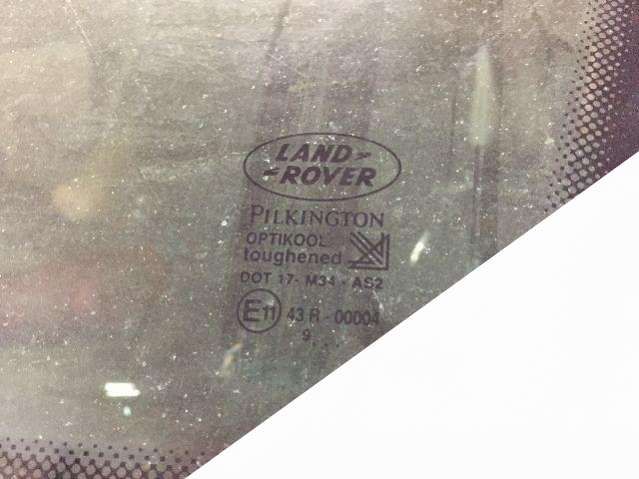 LAND
ROVER
PILKINGTON
OPTIKOOL
toughened
DOT 17- M34 - AS2
E11 43 R - 00004
9. . .